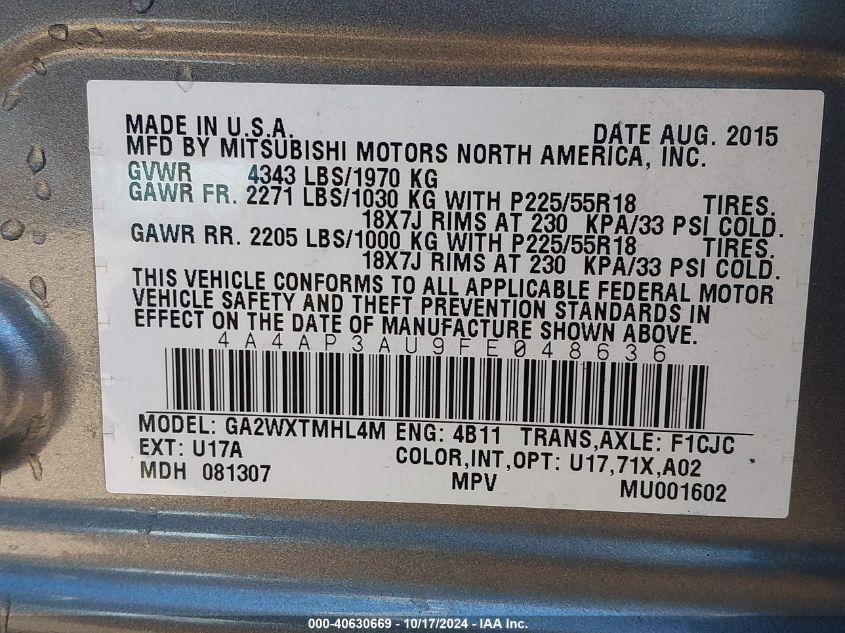 MADE IN U.S.A. DATE AUG. 2015
MFD BY MITSUBISHI MOTORS NORTH AMERICA, INC.
GVWR 4343 LBS/1970 KG
GAWR FR. 2271 LBS/1030 KG WITH P225/55R18 TIRES.
18X7J RIMS AT 230 KPA/33 PSI COLD.
GAWR RR. 2205 LBS/1000 KG WITH P225/55R18 TIRES.
18X7J RIMS AT 230 KPA/33 PSI COLD.
THIS VEHICLE CONFORMS TO ALL APPLICABLE FEDERAL MOTOR
VEHICLE SAFETY AND THEFT PREVENTION STANDARDS IN
EFFECT ON THE DATE OF MANUFACTURE SHOWN ABOVE.
4A4AP3AU9FE048636
MODEL: GA2WXTMHL4M ENG: 4B11 TRANS,AXLE: F1CJC
EXT: U17A COLOR,INT,OPT: U17,71X,A02
MDH 081307 MPV MU001602
000-40630669 - 10/17/2024 - IAA Inc.